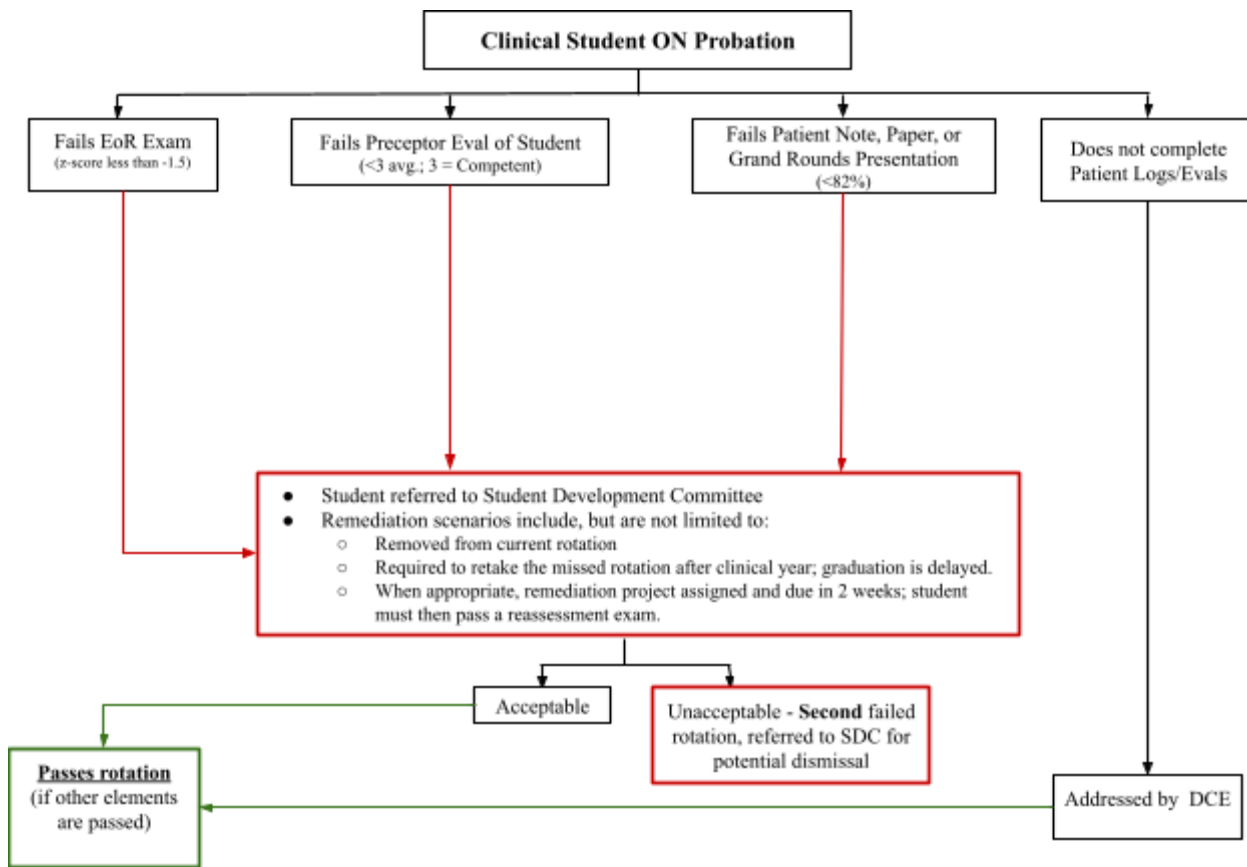 Clinical Student ON Probation
Fails EoR Exam
(z-score less than -1.5)
Fails Preceptor Eval of Student
(<3 avg.; 3 = Competent)
Fails Patient Note, Paper, or
Grand Rounds Presentation
(<82%)
Does not complete
Patient Logs/Evals
● Student referred to Student Development Committee
● Remediation scenarios include, but are not limited to:
○ Removed from current rotation
○ Required to retake the missed rotation after clinical year; graduation is delayed.
○ When appropriate, remediation project assigned and due in 2 weeks; student
must then pass a reassessment exam.
Acceptable
Unacceptable - Second failed
rotation, referred to SDC for
potential dismissal
Passes rotation
(if other elements
are passed)
Addressed by DCE